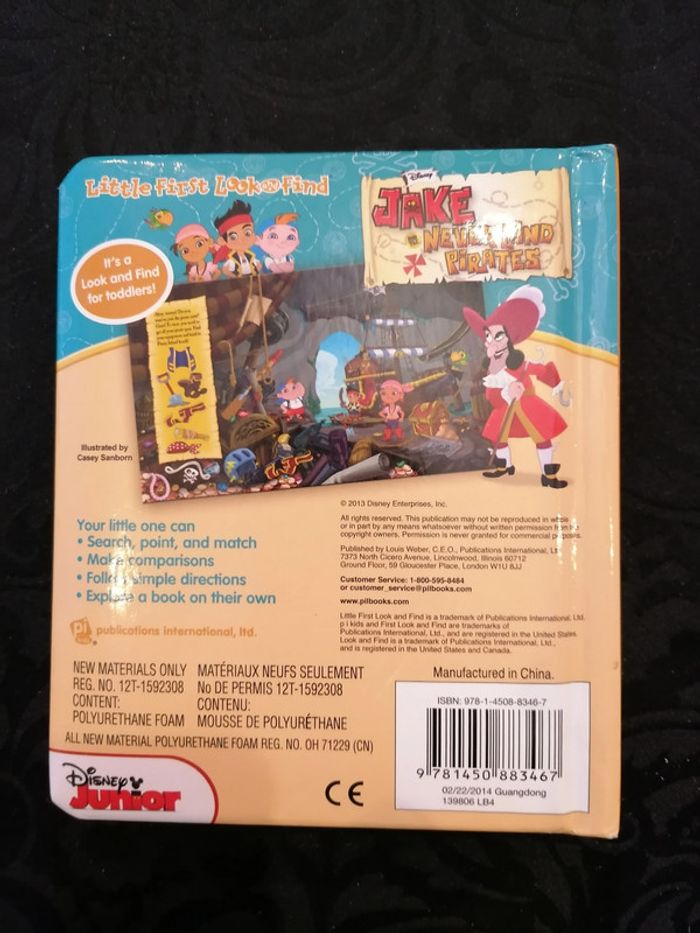 Little First Look and Find
Disney
JAKE
and the
NEVER LAND
PIRATES
It's a
Look and Find
for toddlers!
Illustrated by
Casey Sanborn
Your little one can
• Search, point, and match
• Make comparisons
• Follow simple directions
• Explore a book on their own
pi kids publications international, ltd.
© 2013 Disney Enterprises, Inc.
All rights reserved. This publication may not be reproduced in whole
or in part by any means whatsoever without written permission from the
copyright owners. Permission is never granted for commercial purposes.
Published by Louis Weber, C.E.O., Publications International, Ltd.
7373 North Cicero Avenue, Lincolnwood, Illinois 60712
Ground Floor, 59 Gloucester Place, London W1U 8JJ
Customer Service: 1-800-595-8484
or customer_service@pilbooks.com
www.pilbooks.com
Little First Look and Find is a trademark of Publications International, Ltd.
p i kids and First Look and Find are trademarks of
Publications International, Ltd., and are registered in the United States.
Look and Find is a trademark of Publications International, Ltd.,
and is registered in the United States and Canada.
NEW MATERIALS ONLY
REG. NO. 12T-1592308
CONTENT:
POLYURETHANE FOAM
MATÉRIAUX NEUFS SEULEMENT
No DE PERMIS 12T-1592308
CONTENU:
MOUSSE DE POLYURÉTHANE
ALL NEW MATERIAL POLYURETHANE FOAM REG. NO. OH 71229 (CN)
Manufactured in China.
ISBN: 978-1-4508-8346-7
9 781450 883467
02/22/2014 Guangdong
139806 LB4
Disney
Junior
CE